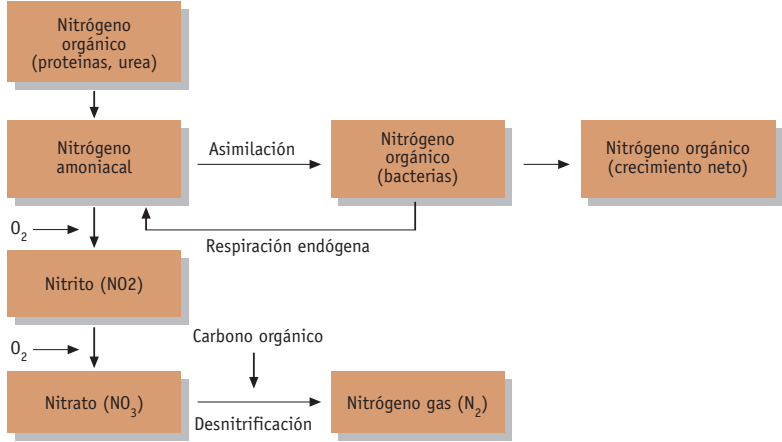 Nitrógeno
orgánico
(proteinas, urea)
Nitrógeno
amoniacal
Asimilación
Nitrógeno
orgánico
(bacterias)
Nitrógeno orgánico
(crecimiento neto)
O₂
Respiración endógena
Nitrito (NO2)
O₂
Carbono orgánico
Nitrato (NO₃)
Desnitrificación
Nitrógeno gas (N₂)